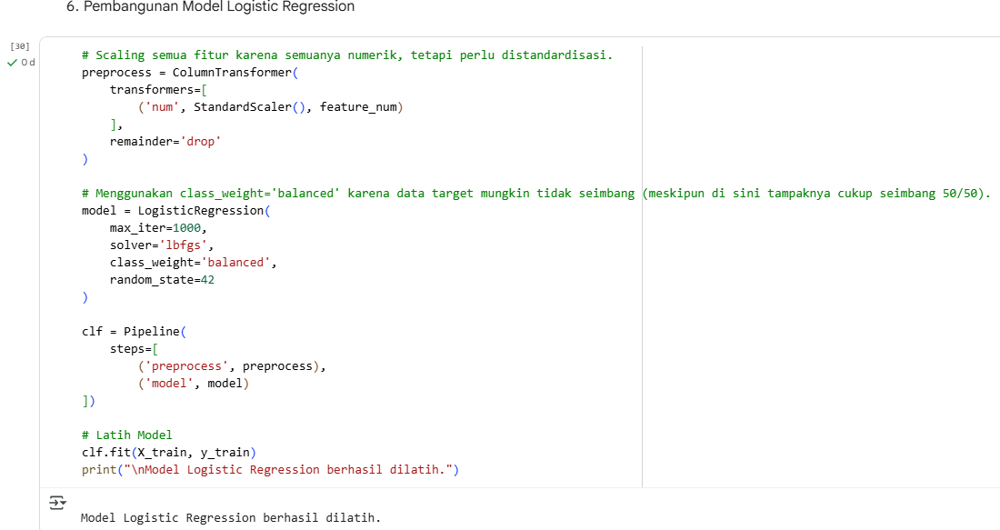 6. Pembangunan Model Logistic Regression
[30]
0 d
# Scaling semua fitur karena semuanya numerik, tetapi perlu distandardisasi.
preprocess = ColumnTransformer(
    transformers=[
        ('num', StandardScaler(), feature_num)
    ],
    remainder='drop'
)
# Menggunakan class_weight='balanced' karena data target mungkin tidak seimbang (meskipun di sini tampaknya cukup seimbang 50/50).
model = LogisticRegression(
    max_iter=1000,
    solver='lbfgs',
    class_weight='balanced',
    random_state=42
)
clf = Pipeline(
    steps=[
        ('preprocess', preprocess),
        ('model', model)
])
# Latih Model
clf.fit(X_train, y_train)
print("\nModel Logistic Regression berhasil dilatih.")
Model Logistic Regression berhasil dilatih.